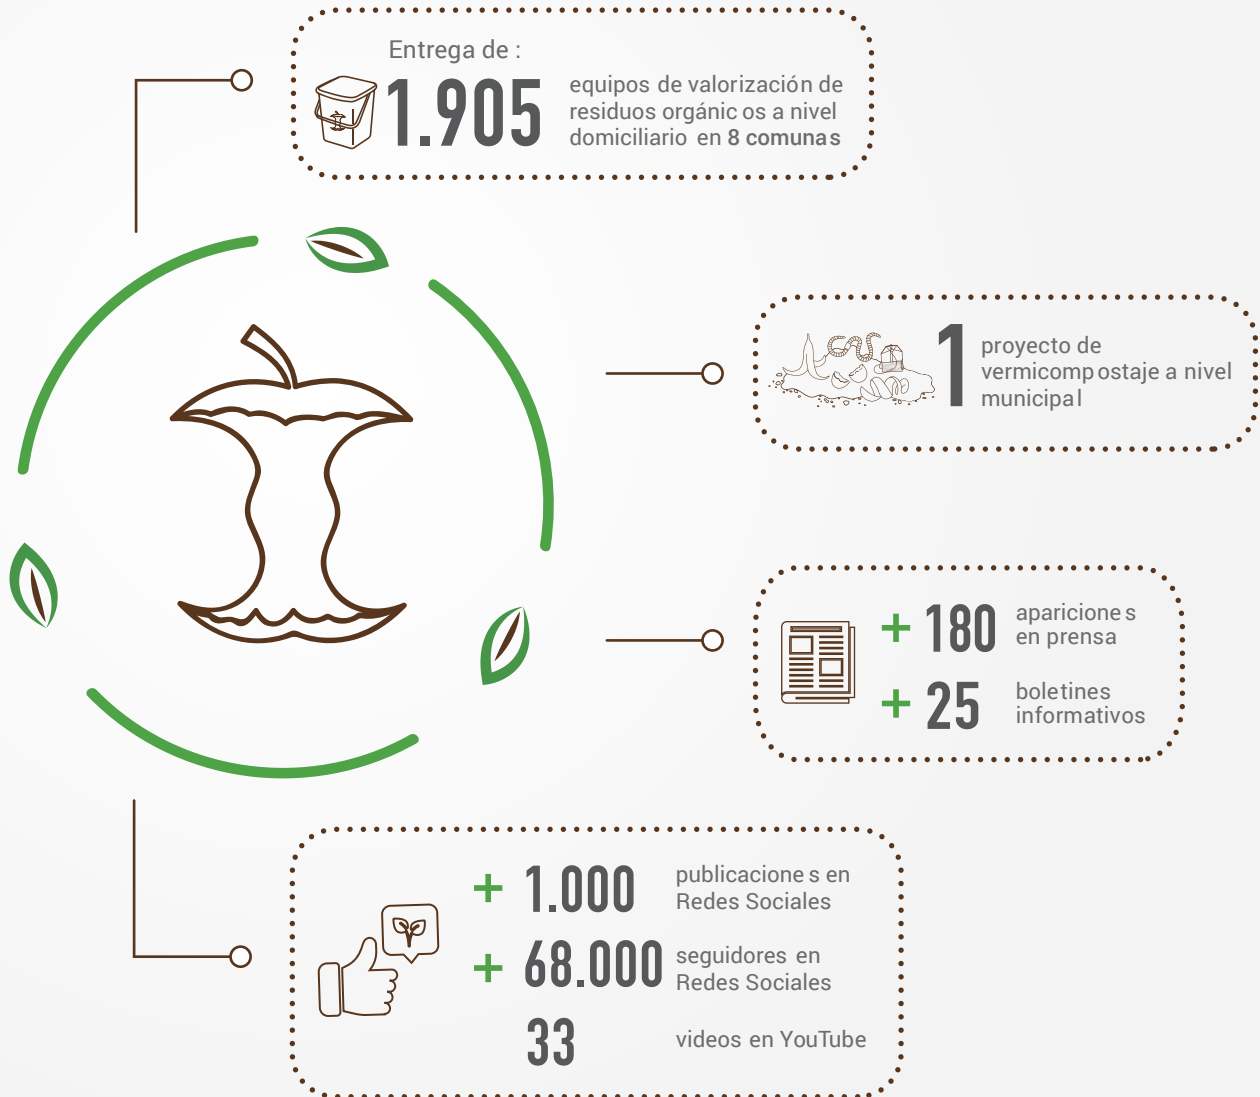 Entrega de :
1.905
equipos de valorización de
residuos orgánicos a nivel
domiciliario en 8 comunas
1
proyecto de
vermicompostaje a nivel
municipal
+ 180 apariciones
en prensa
+ 25 boletines
informativos
+ 1.000 publicaciones en
Redes Sociales
+ 68.000 seguidores en
Redes Sociales
33 videos en YouTube